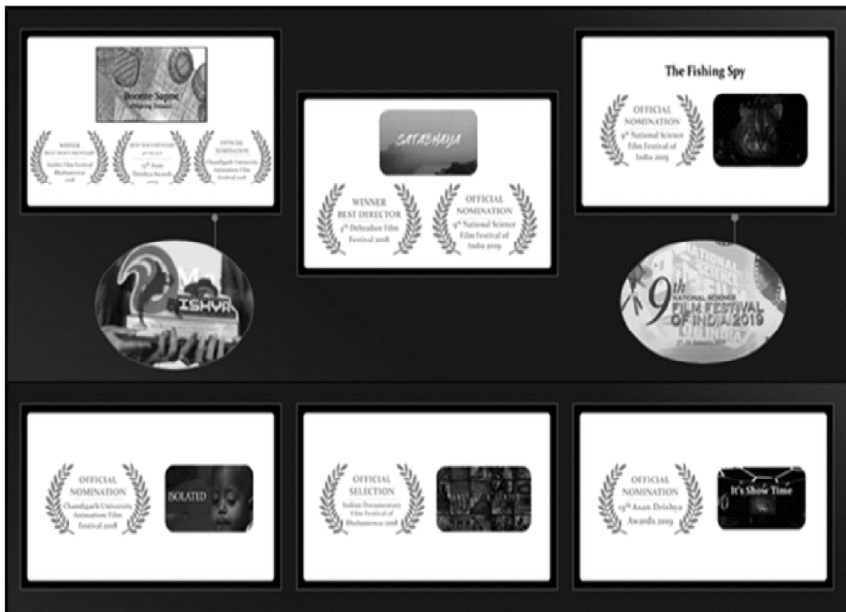 Boonte Sapne
WINNER
BEST DOCUMENTARY
Film Festival
Bhubaneswar
2018
BEST DOCUMENTARY
2nd PLACE
15th Asan
Drishya Awards
2019
OFFICIAL
NOMINATION
Chandigarh University
Animation Film
Festival 2018
SATABHAYA
WINNER
BEST DIRECTOR
4th Dehradun Film
Festival 2018
OFFICIAL
NOMINATION
9th National Science
Film Festival of
India 2019
The Fishing Spy
OFFICIAL
NOMINATION
9th National Science
Film Festival of
India 2019
ISHYA
9th
NATIONAL SCIENCE
FILM FESTIVAL
OF INDIA 2019
OFFICIAL
NOMINATION
Chandigarh University
Animation Film
Festival 2018
ISOLATED
OFFICIAL
SELECTION
Indian Documentary
Film Festival of
Bhubaneswar 2018
OFFICIAL
NOMINATION
15th Asan Drishya
Awards 2019
It's Show Time